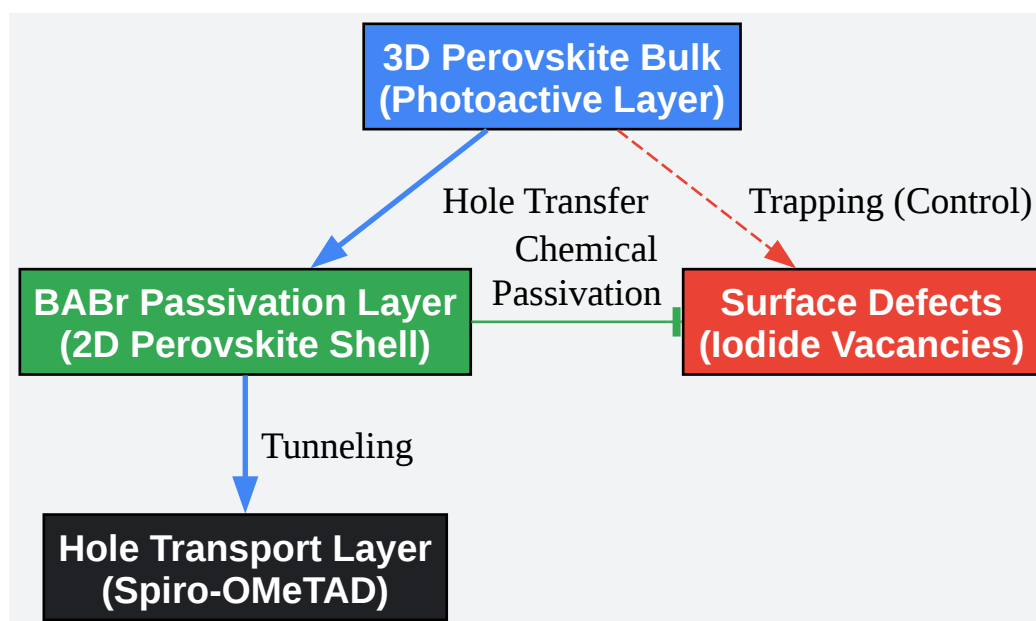 3D Perovskite Bulk
(Photoactive Layer)
Hole Transfer
Trapping (Control)
Chemical
Passivation
BABr Passivation Layer
(2D Perovskite Shell)
Surface Defects
(Iodide Vacancies)
Tunneling
Hole Transport Layer
(Spiro-OMeTAD)